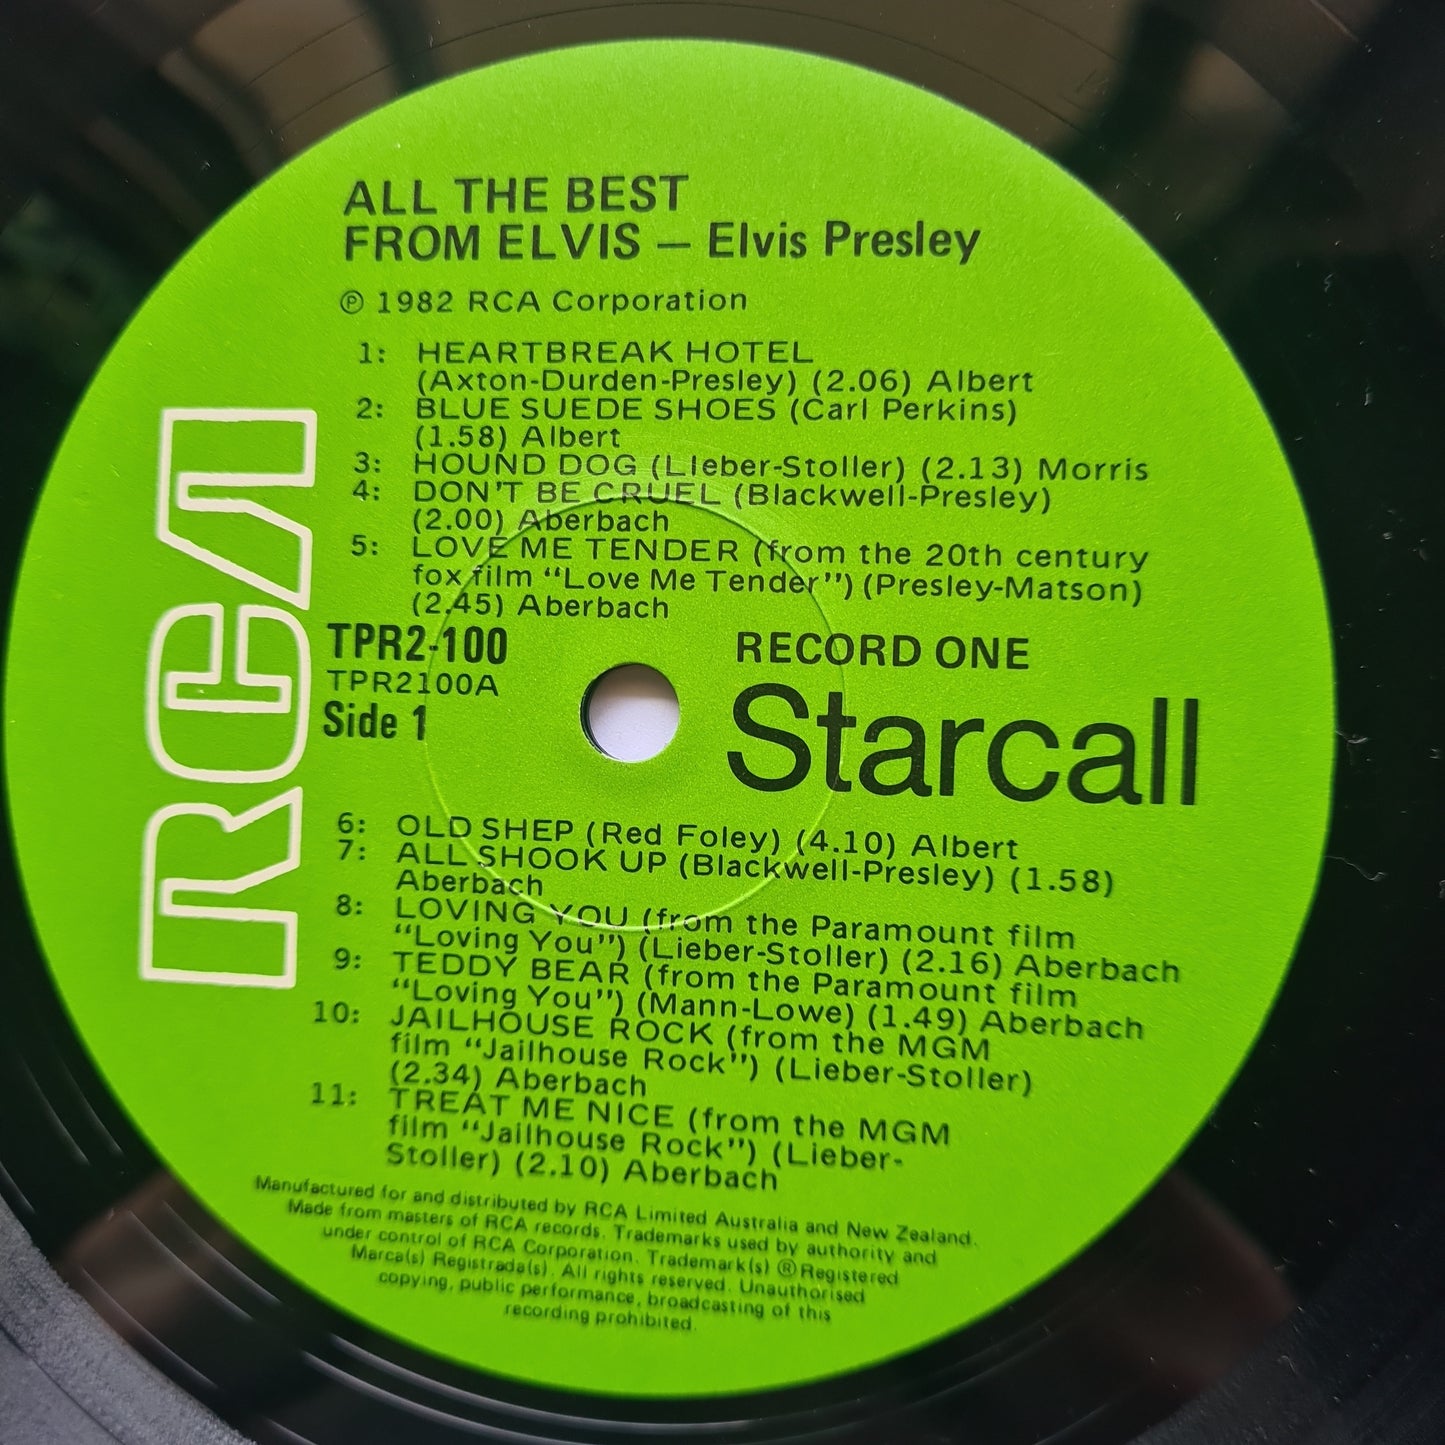 ALL THE BEST
FROM ELVIS — Elvis Presley
℗ 1982 RCA Corporation
1: HEARTBREAK HOTEL
(Axton-Durden-Presley) (2.06) Albert
2: BLUE SUEDE SHOES (Carl Perkins)
(1.58) Albert
3: HOUND DOG (Lieber-Stoller) (2.13) Morris
4: DON'T BE CRUEL (Blackwell-Presley)
(2.00) Aberbach
5: LOVE ME TENDER (from the 20th century
fox film “Love Me Tender”) (Presley-Matson)
(2.45) Aberbach
RCA
TPR2-100
TPR2100A
Side 1
RECORD ONE
Starcall
6: OLD SHEP (Red Foley) (4.10) Albert
7: ALL SHOOK UP (Blackwell-Presley) (1.58)
Aberbach
8: LOVING YOU (from the Paramount film
“Loving You”) (Lieber-Stoller) (2.16) Aberbach
9: TEDDY BEAR (from the Paramount film
“Loving You”) (Mann-Lowe) (1.49) Aberbach
10: JAILHOUSE ROCK (from the MGM
film “Jailhouse Rock”) (Lieber-Stoller)
(2.34) Aberbach
11: TREAT ME NICE (from the MGM
film “Jailhouse Rock”) (Lieber-
Stoller) (2.10) Aberbach
Manufactured for and distributed by RCA Limited Australia and New Zealand.
Made from masters of RCA records. Trademarks used by authority and
under control of RCA Corporation. Trademark(s) ® Registered
Marca(s) Registrada(s). All rights reserved. Unauthorised
copying, public performance, broadcasting of this
recording prohibited.